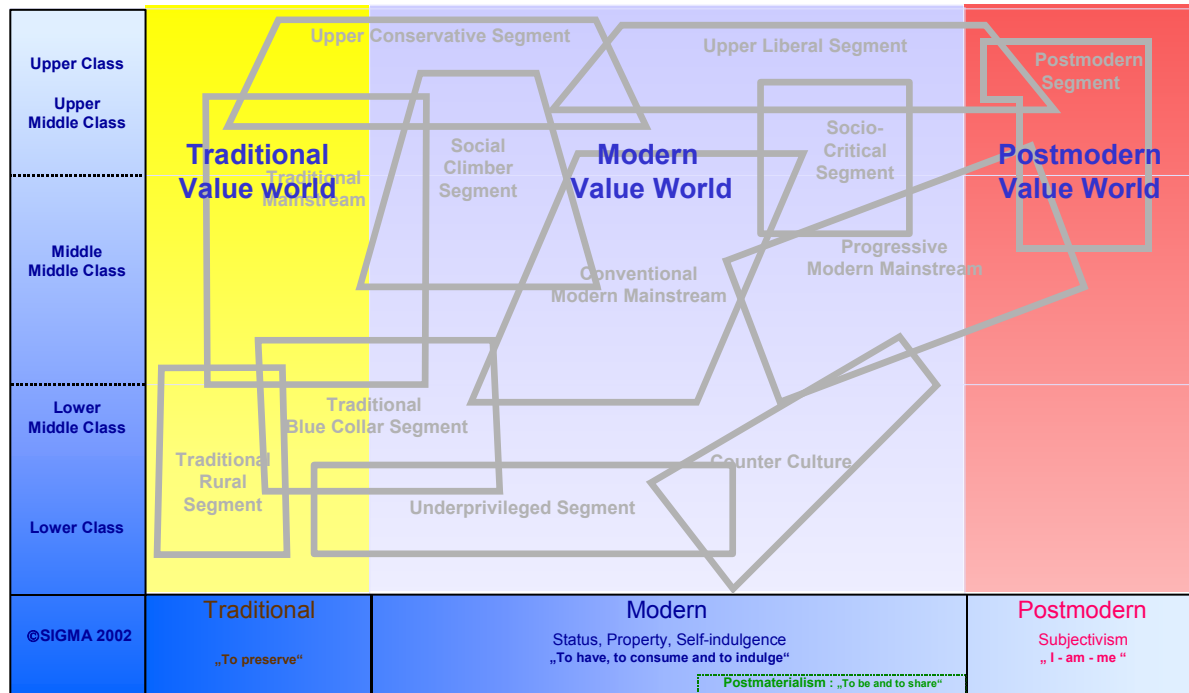 Upper Class
Upper
Middle Class
Middle
Middle Class
Lower
Middle Class
Lower Class
©SIGMA 2002
Upper Conservative Segment
Upper Liberal Segment
Postmodern
Segment
Social
Climber
Segment
Socio-
Critical
Segment
Traditional
Value world
Modern
Value World
Postmodern
Value World
Traditional
Mainstream
Conventional
Modern Mainstream
Progressive
Modern Mainstream
Traditional
Blue Collar Segment
Traditional
Rural
Segment
Counter Culture
Underprivileged Segment
Traditional
„To preserve“
Modern
Status, Property, Self-indulgence
„To have, to consume and to indulge“
Postmaterialism : „To be and to share“
Postmodern
Subjectivism
„ I - am - me “